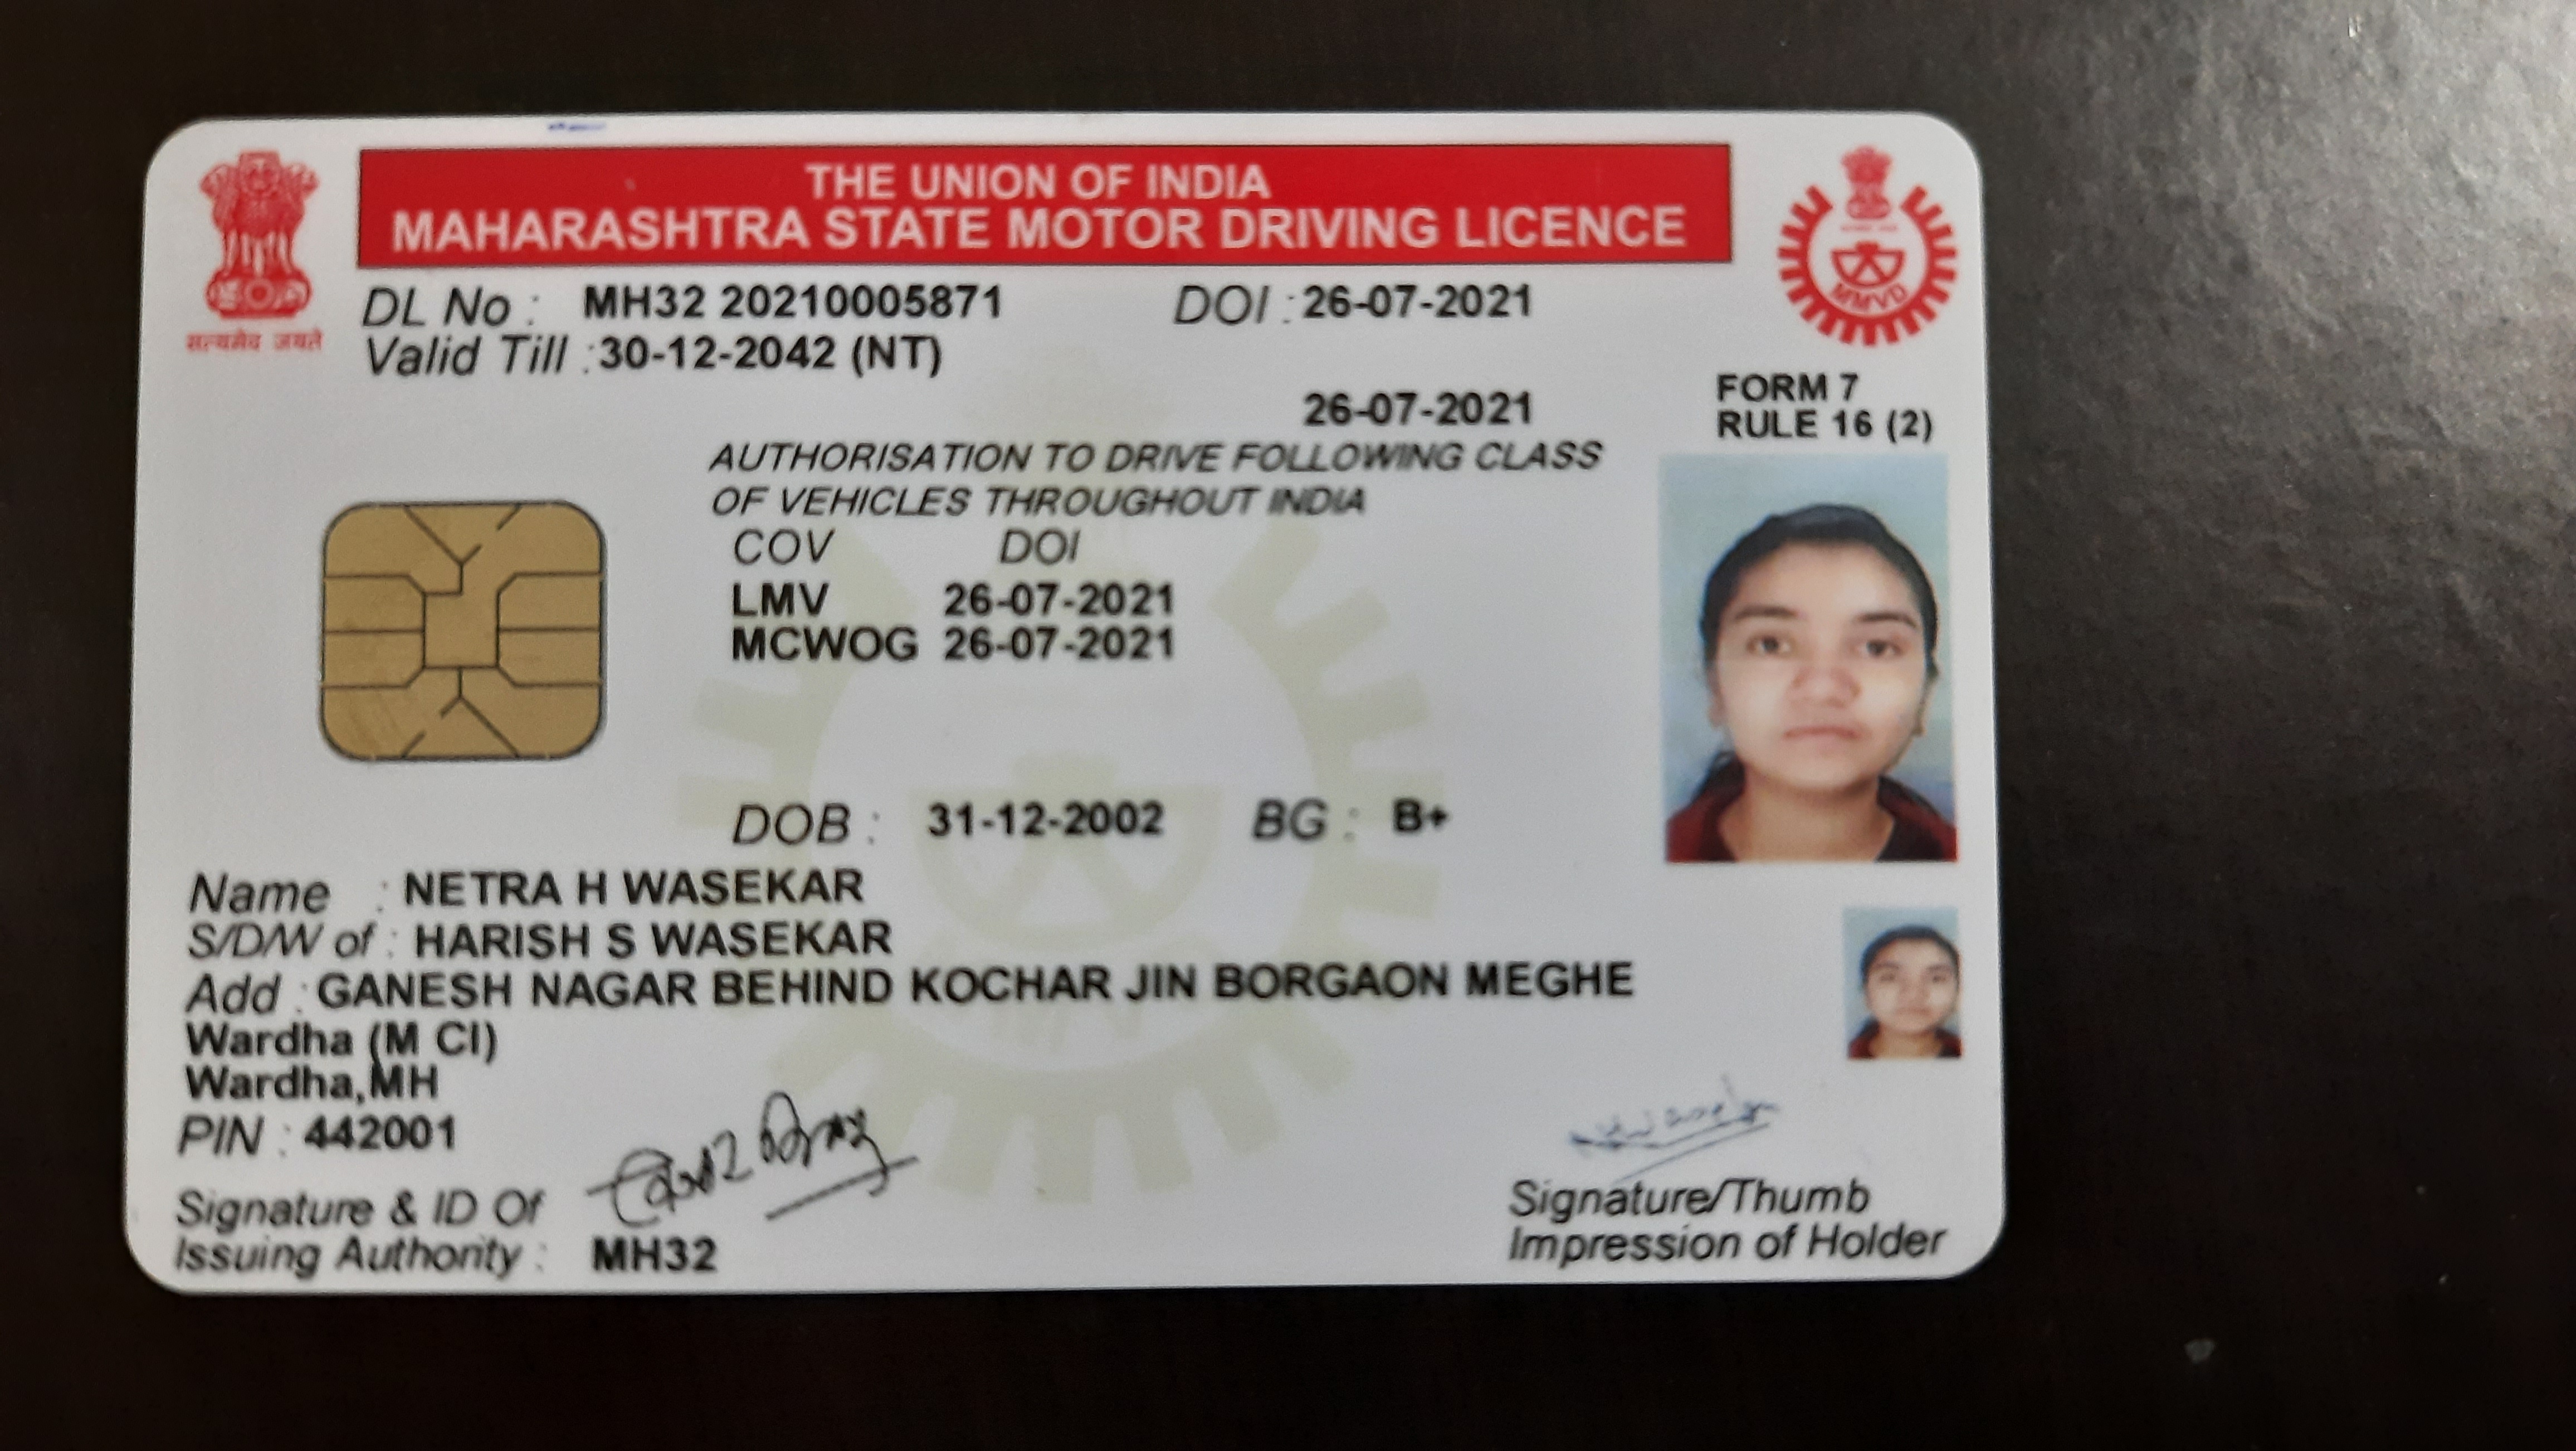 THE UNION OF INDIA
MAHARASHTRA STATE MOTOR DRIVING LICENCE
सत्यमेव जयते
DL No : MH32 20210005871 DOI : 26-07-2021
Valid Till : 30-12-2042 (NT)
26-07-2021
FORM 7
RULE 16 (2)
AUTHORISATION TO DRIVE FOLLOWING CLASS
OF VEHICLES THROUGHOUT INDIA
COV DOI
LMV 26-07-2021
MCWOG 26-07-2021
DOB : 31-12-2002 BG : B+
Name : NETRA H WASEKAR
S/D/W of : HARISH S WASEKAR
Add : GANESH NAGAR BEHIND KOCHAR JIN BORGAON MEGHE
Wardha (M Cl)
Wardha,MH
PIN : 442001
Signature & ID Of
Issuing Authority : MH32
Signature/Thumb
Impression of Holder